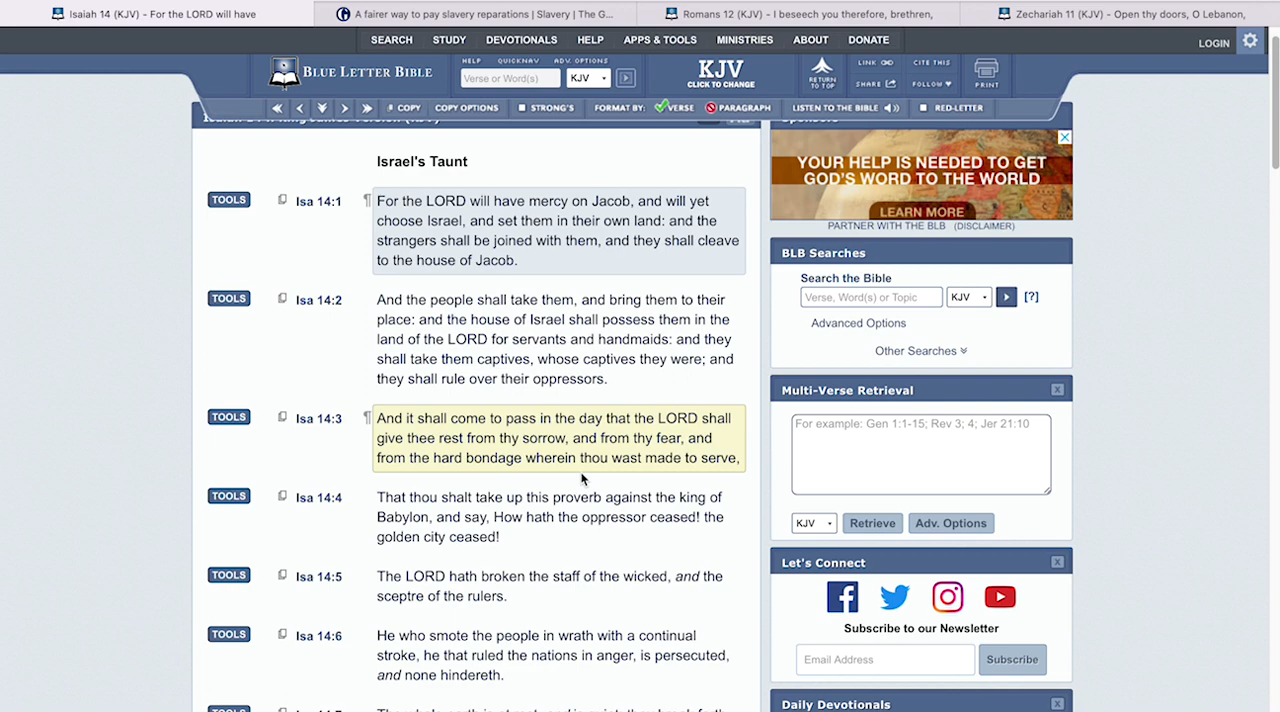 Isaiah 14 (KJV) - For the LORD will have
A fairer way to pay slavery reparations | Slavery | The G...
Romans 12 (KJV) - I beseech you therefore, brethren,
Zechariah 11 (KJV) - Open thy doors, O Lebanon,
SEARCH STUDY DEVOTIONALS HELP APPS & TOOLS MINISTRIES ABOUT DONATE
LOGIN
BLUE LETTER BIBLE
HELP QUICKNAV ADV. OPTIONS
Verse or Word(s) KJV
KJV
CLICK TO CHANGE
RETURN
TO TOP
LINK CITE THIS
SHARE FOLLOW
PRINT
COPY COPY OPTIONS STRONG'S FORMAT BY: VERSE PARAGRAPH LISTEN TO THE BIBLE RED-LETTER
Israel's Taunt
TOOLS Isa 14:1 ¶ For the LORD will have mercy on Jacob, and will yet
choose Israel, and set them in their own land: and the
strangers shall be joined with them, and they shall cleave
to the house of Jacob.
TOOLS Isa 14:2 And the people shall take them, and bring them to their
place: and the house of Israel shall possess them in the
land of the LORD for servants and handmaids: and they
shall take them captives, whose captives they were; and
they shall rule over their oppressors.
TOOLS Isa 14:3 ¶ And it shall come to pass in the day that the LORD shall
give thee rest from thy sorrow, and from thy fear, and
from the hard bondage wherein thou wast made to serve,
TOOLS Isa 14:4 That thou shalt take up this proverb against the king of
Babylon, and say, How hath the oppressor ceased! the
golden city ceased!
TOOLS Isa 14:5 The LORD hath broken the staff of the wicked, and the
sceptre of the rulers.
TOOLS Isa 14:6 He who smote the people in wrath with a continual
stroke, he that ruled the nations in anger, is persecuted,
and none hindereth.
YOUR HELP IS NEEDED TO GET
GOD'S WORD TO THE WORLD
LEARN MORE
PARTNER WITH THE BLB (DISCLAIMER)
BLB Searches
Search the Bible
Verse, Word(s) or Topic KJV [?]
Advanced Options
Other Searches
Multi-Verse Retrieval
For example: Gen 1:1-15; Rev 3; 4; Jer 21:10
KJV Retrieve Adv. Options
Let's Connect
Subscribe to our Newsletter
Email Address Subscribe
Daily Devotionals